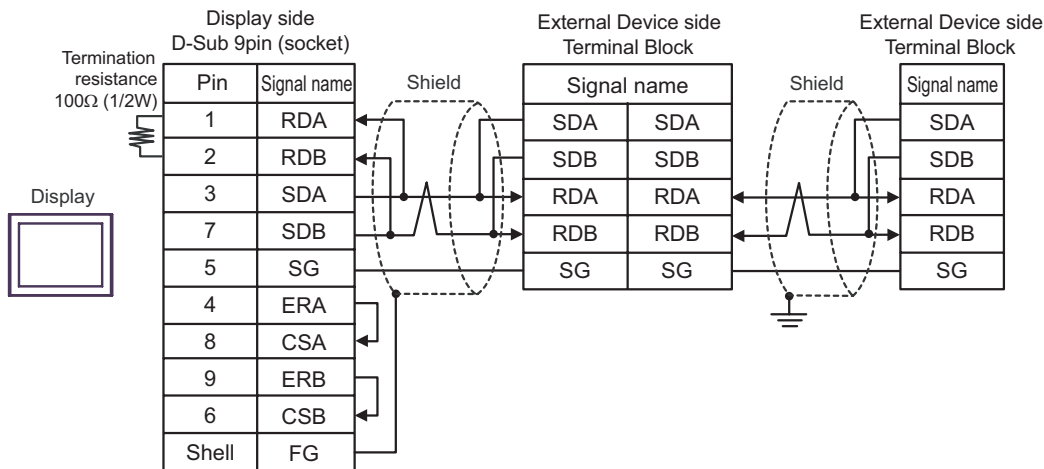 Display side
D-Sub 9pin (socket)
External Device side
Terminal Block
External Device side
Terminal Block
Termination
resistance
100Ω (1/2W)
Display
Pin Signal name
1 RDA
2 RDB
3 SDA
7 SDB
5 SG
4 ERA
8 CSA
9 ERB
6 CSB
Shell FG
Shield
Signal name
SDA SDA
SDB SDB
RDA RDA
RDB RDB
SG SG
Shield
Signal name
SDA
SDB
RDA
RDB
SG